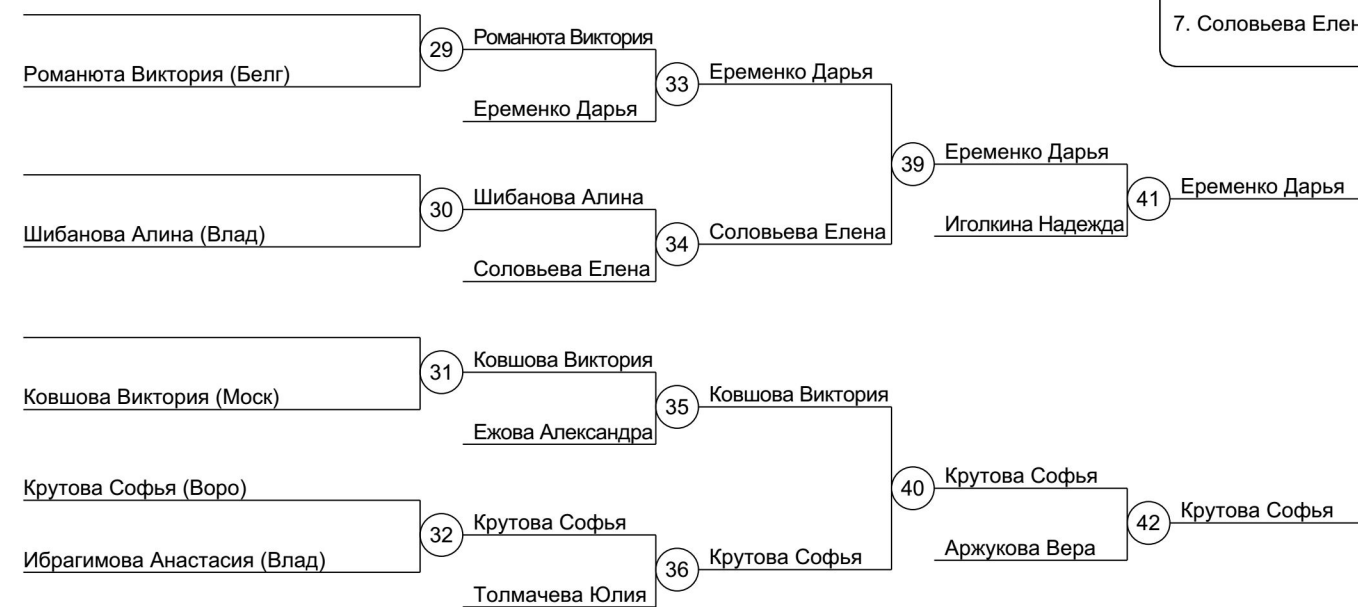 7. Соловьева Елен
Романюта Виктория (Белг)
29
Романюта Виктория
Еременко Дарья
33
Еременко Дарья
Шибанова Алина (Влад)
30
Шибанова Алина
Соловьева Елена
34
Соловьева Елена
39
Еременко Дарья
Иголкина Надежда
41
Еременко Дарья
Ковшова Виктория (Моск)
31
Ковшова Виктория
Ежова Александра
35
Ковшова Виктория
Крутова Софья (Воро)
Ибрагимова Анастасия (Влад)
32
Крутова Софья
Толмачева Юлия
36
Крутова Софья
40
Крутова Софья
Аржукова Вера
42
Крутова Софья